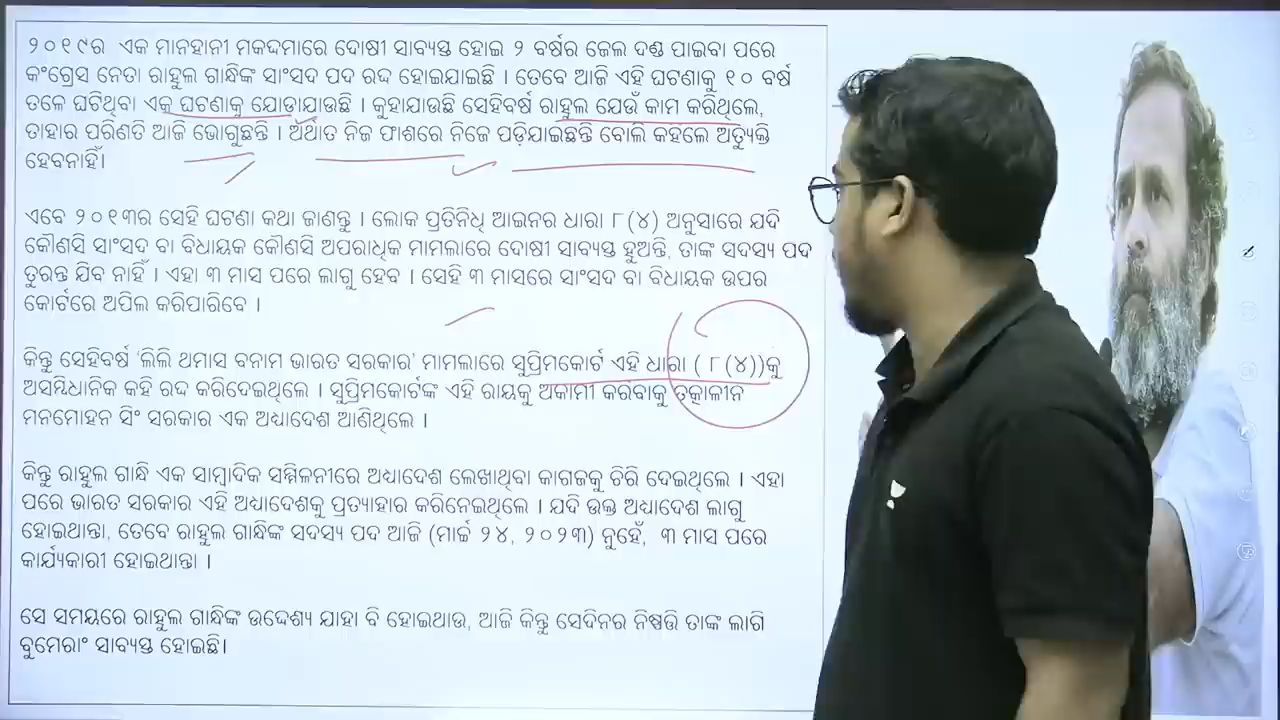 ୨୦୧୯ର ଏକ ମାନହାନୀ ମକଦ୍ଦମାରେ ଦୋଷୀ ସାବ୍ୟସ୍ତ ହୋଇ ୨ ବର୍ଷର ଜେଲ ଦଣ୍ଡ ପାଇବା ପରେ
କଂଗ୍ରେସ ନେତା ରାହୁଲ ଗାନ୍ଧିଙ୍କ ସାଂସଦ ପଦ ରଦ୍ଦ ହୋଇଯାଇଛି । ତେବେ ଆଜି ଏହି ଘଟଣାକୁ ୧୦ ବର୍ଷ
ତଳେ ଘଟିଥିବା ଏକ ଘଟଣାକୁ ଯୋଡ଼ାଯାଉଛି । କୁହାଯାଉଛି ସେହିବର୍ଷ ରାହୁଲ ଯେଉଁ କାମ କରିଥିଲେ,
ତାହାର ପରିଣତି ଆଜି ଭୋଗୁଛନ୍ତି । ଅର୍ଥାତ ନିଜ ଫାଶରେ ନିଜେ ପଡ଼ିଯାଇଛନ୍ତି ବୋଲି କହିଲେ ଅତ୍ୟୁକ୍ତି
ହେବନାହିଁ।
ଏବେ ୨୦୧୩ର ସେହି ଘଟଣା କଥା ଜାଣନ୍ତୁ । ଲୋକ ପ୍ରତିନିଧି ଆଇନର ଧାରା ୮(୪) ଅନୁସାରେ ଯଦି
କୌଣସି ସାଂସଦ ବା ବିଧାୟକ କୌଣସି ଅପରାଧିକ ମାମଲାରେ ଦୋଷୀ ସାବ୍ୟସ୍ତ ହୁଅନ୍ତି, ତାଙ୍କ ସଦସ୍ୟ ପଦ
ତୁରନ୍ତ ଯିବ ନାହିଁ । ଏହା ୩ ମାସ ପରେ ଲାଗୁ ହେବ । ସେହି ୩ ମାସରେ ସାଂସଦ ବା ବିଧାୟକ ଉପର
କୋର୍ଟରେ ଅପିଲ କରିପାରିବେ ।
କିନ୍ତୁ ସେହିବର୍ଷ ‘ଲିଲି ଥମାସ ବନାମ ଭାରତ ସରକାର’ ମାମଲାରେ ସୁପ୍ରିମକୋର୍ଟ ଏହି ଧାରା ( ୮(୪))କୁ
ଅସମ୍ବିଧାନିକ କହି ରଦ୍ଦ କରିଦେଇଥିଲେ । ସୁପ୍ରିମକୋର୍ଟଙ୍କ ଏହି ରାୟକୁ ଅକାମୀ କରିବାକୁ ତତ୍କାଳୀନ
ମନମୋହନ ସିଂ ସରକାର ଏକ ଅଧ୍ୟାଦେଶ ଆଣିଥିଲେ ।
କିନ୍ତୁ ରାହୁଲ ଗାନ୍ଧି ଏକ ସାମ୍ବାଦିକ ସମ୍ମିଳନୀରେ ଅଧ୍ୟାଦେଶ ଲେଖାଥିବା କାଗଜକୁ ଚିରି ଦେଇଥିଲେ । ଏହା
ପରେ ଭାରତ ସରକାର ଏହି ଅଧ୍ୟାଦେଶକୁ ପ୍ରତ୍ୟାହାର କରିନେଇଥିଲେ । ଯଦି ଉକ୍ତ ଅଧ୍ୟାଦେଶ ଲାଗୁ
ହୋଇଥାନ୍ତା, ତେବେ ରାହୁଲ ଗାନ୍ଧିଙ୍କ ସଦସ୍ୟ ପଦ ଆଜି (ମାର୍ଚ୍ଚ ୨୪, ୨୦୨୩) ନୁହେଁ, ୩ ମାସ ପରେ
କାର୍ଯ୍ୟକାରୀ ହୋଇଥାନ୍ତା ।
ସେ ସମୟରେ ରାହୁଲ ଗାନ୍ଧିଙ୍କ ଉଦ୍ଦେଶ୍ୟ ଯାହା ବି ହୋଇଥାଉ, ଆଜି କିନ୍ତୁ ସେଦିନର ନିଷ୍ପତ୍ତି ତାଙ୍କ ଲାଗି
ବୁମେରାଂ ସାବ୍ୟସ୍ତ ହୋଇଛି।